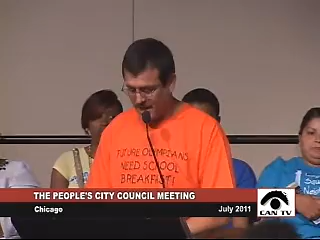 FUTURE OLYMPIANS
NEED SCHOOL
BREAKFAST!
THE PEOPLE'S CITY COUNCIL MEETING
Chicago
July 2011
CAN TV